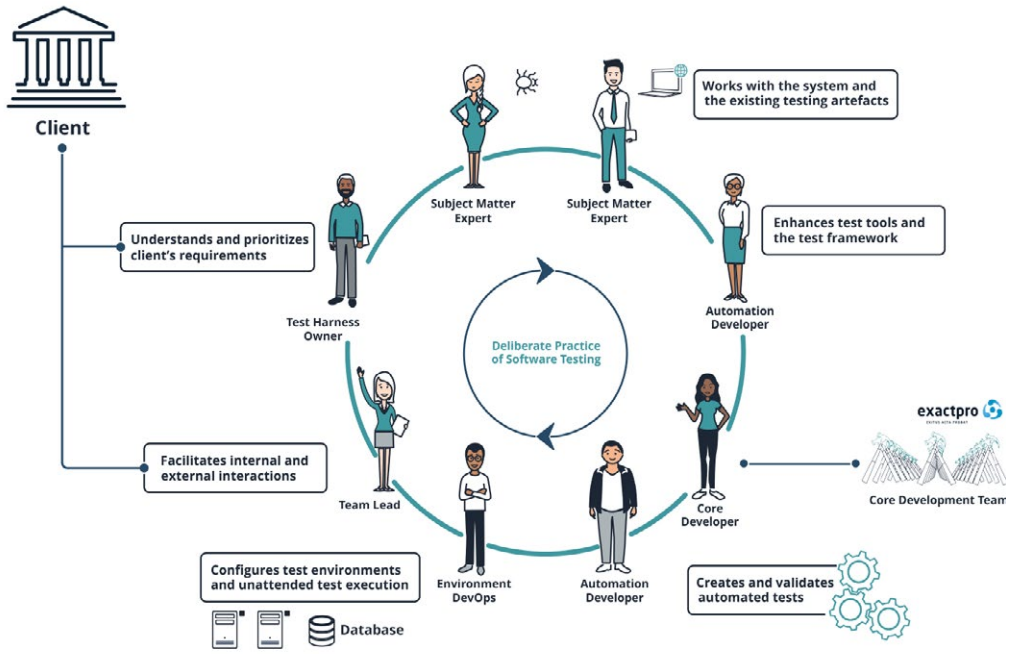 Client
Works with the system and
the existing testing artefacts
Subject Matter
Expert
Subject Matter
Expert
Understands and prioritizes
client's requirements
Enhances test tools and
the test framework
Test Harness
Owner
Automation
Developer
Deliberate Practice
of Software Testing
exactpro
EXITUS ACTA PROBAT
Facilitates internal and
external interactions
Team Lead
Core
Developer
Core Development Team
Configures test environments
and unattended test execution
Environment
DevOps
Automation
Developer
Creates and validates
automated tests
Database